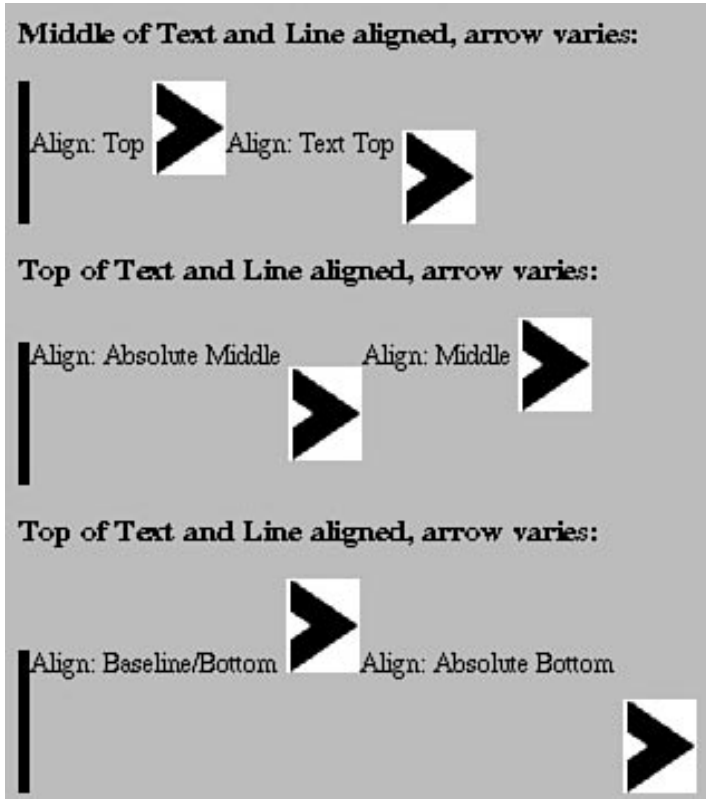 Middle of Text and Line aligned, arrow varies:
Align: Top Align: Text Top
Top of Text and Line aligned, arrow varies:
Align: Absolute Middle Align: Middle
Top of Text and Line aligned, arrow varies:
Align: Baseline/Bottom Align: Absolute Bottom